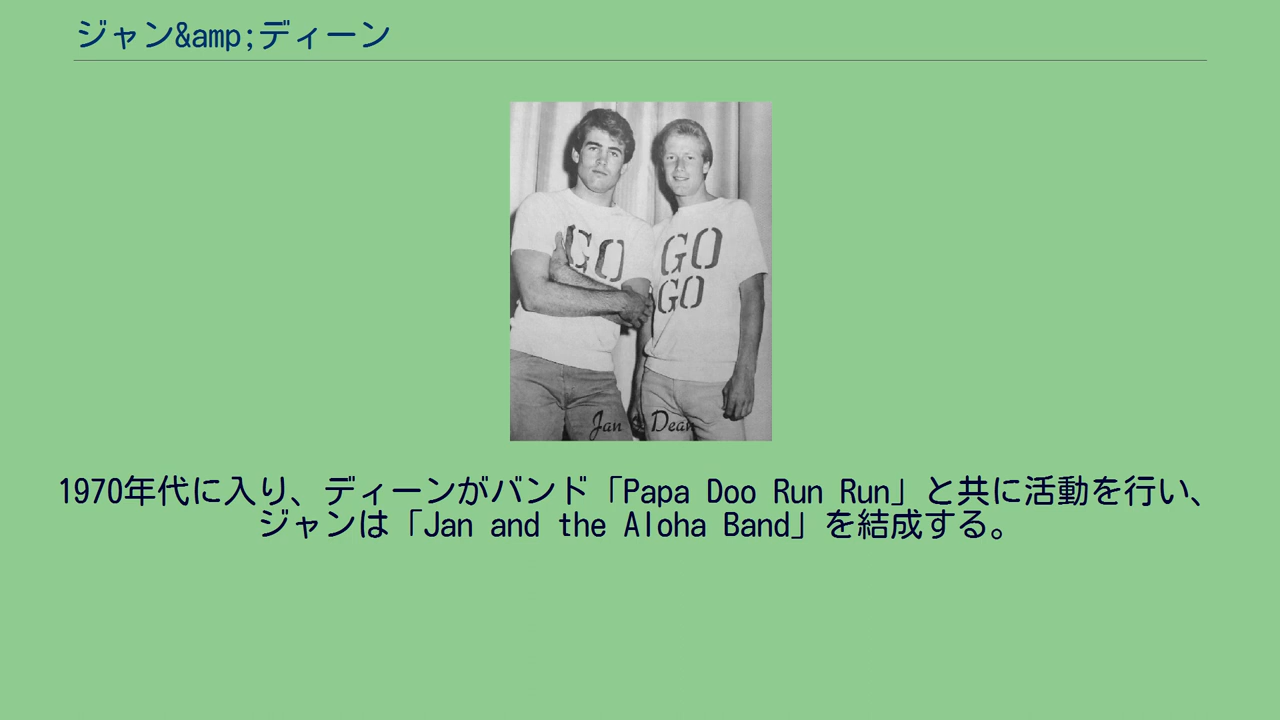 ジャン&amp;ディーン
GO GO
GO
Jan & Dean
1970年代に入り、ディーンがバンド「Papa Doo Run Run」と共に活動を行い、
ジャンは「Jan and the Aloha Band」を結成する。